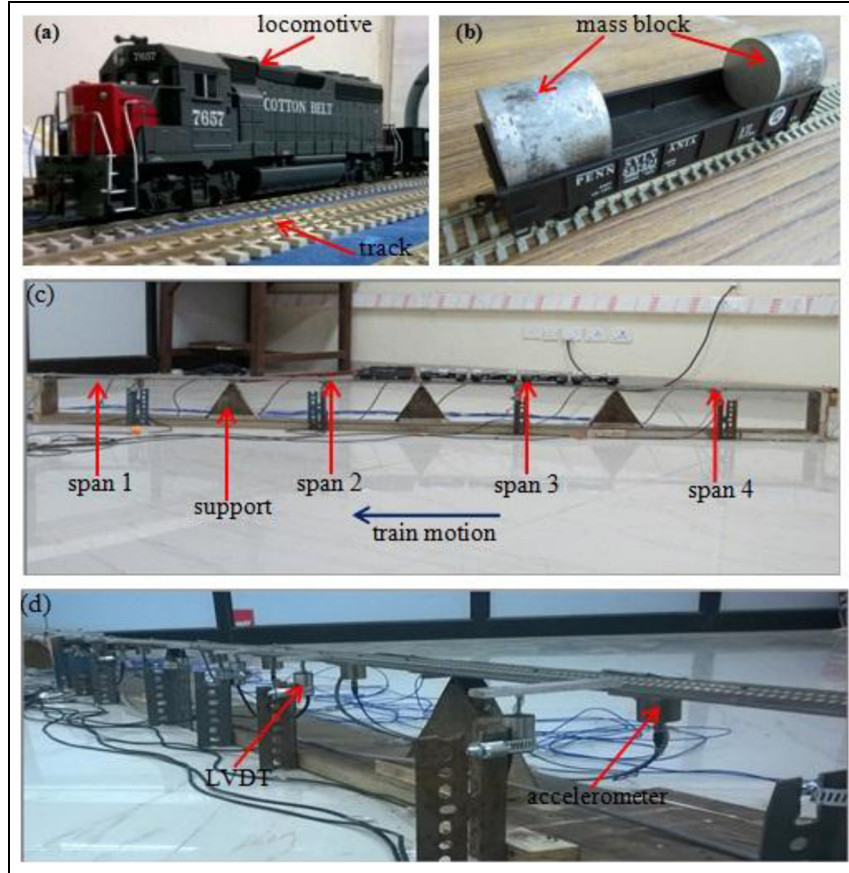 (a)
locomotive
7657
7657
COTTON BELT
track
(b)
mass block
PENNSYLVANIA
(c)
span 1
support
span 2
span 3
span 4
train motion
(d)
LVDT
accelerometer